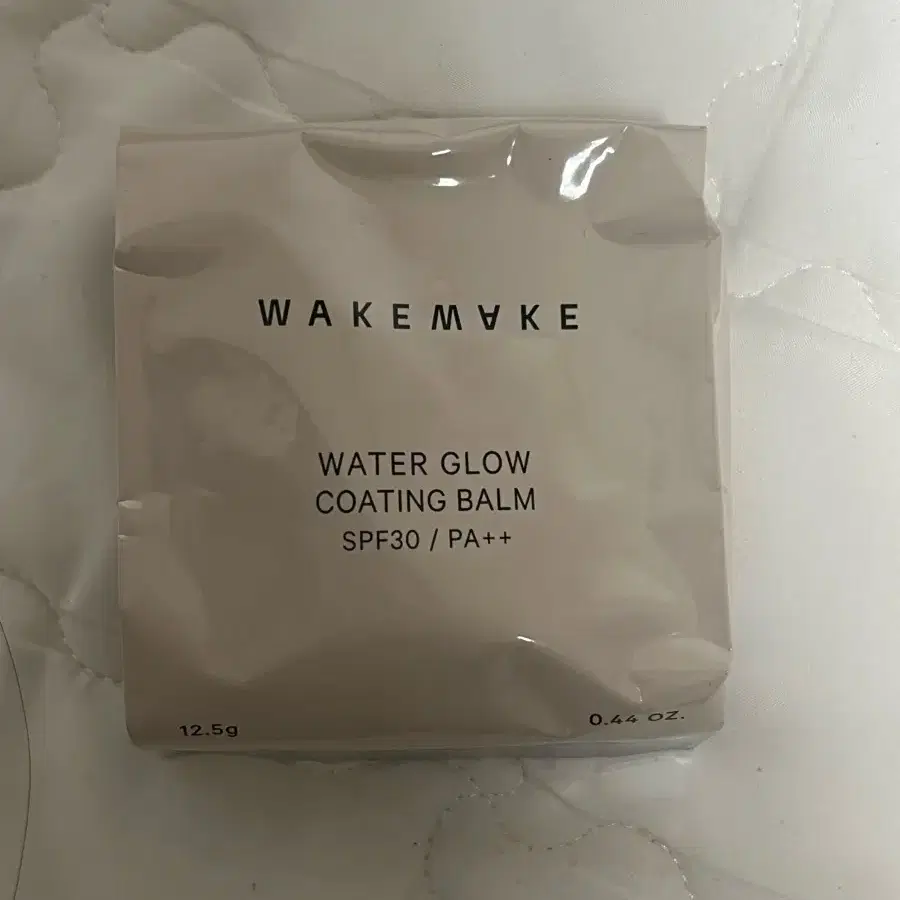 WAKEMAKE
WATER GLOW
COATING BALM
SPF30 / PA++
12.5g
0.44 OZ.